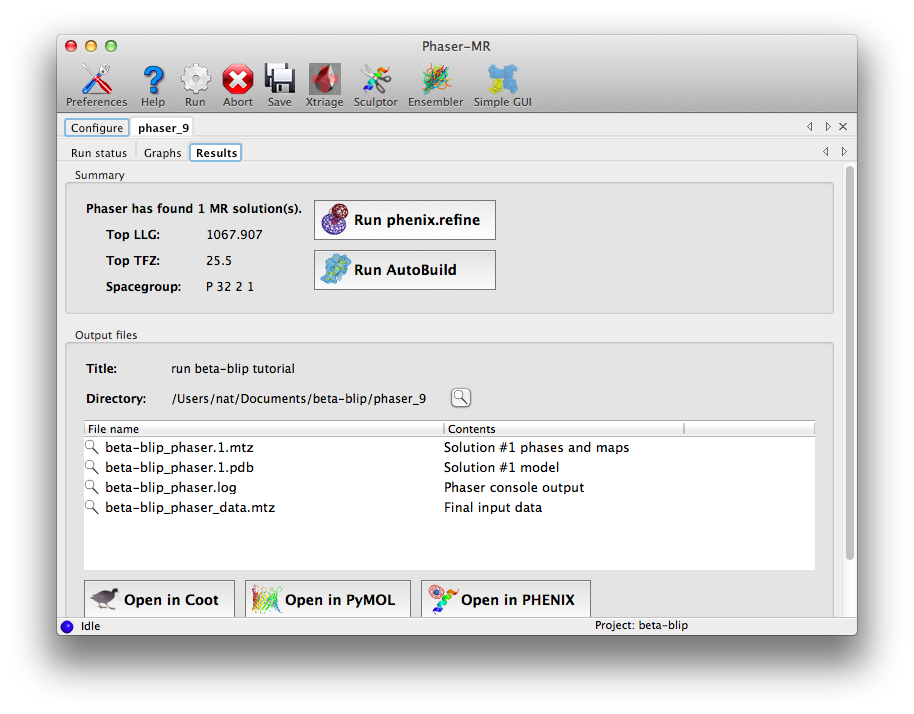 Phaser-MR
Preferences Help Run Abort Save Xtriage Sculptor Ensembler Simple GUI
Configure phaser_9
Run status Graphs Results
Summary
Phaser has found 1 MR solution(s).
Run phenix.refine
Top LLG: 1067.907
Top TFZ: 25.5
Run AutoBuild
Spacegroup: P 32 2 1
Output files
Title: run beta-blip tutorial
Directory: /Users/nat/Documents/beta-blip/phaser_9
File name Contents
beta-blip_phaser.1.mtz Solution #1 phases and maps
beta-blip_phaser.1.pdb Solution #1 model
beta-blip_phaser.log Phaser console output
beta-blip_phaser_data.mtz Final input data
Open in Coot Open in PyMOL Open in PHENIX
Idle Project: beta-blip